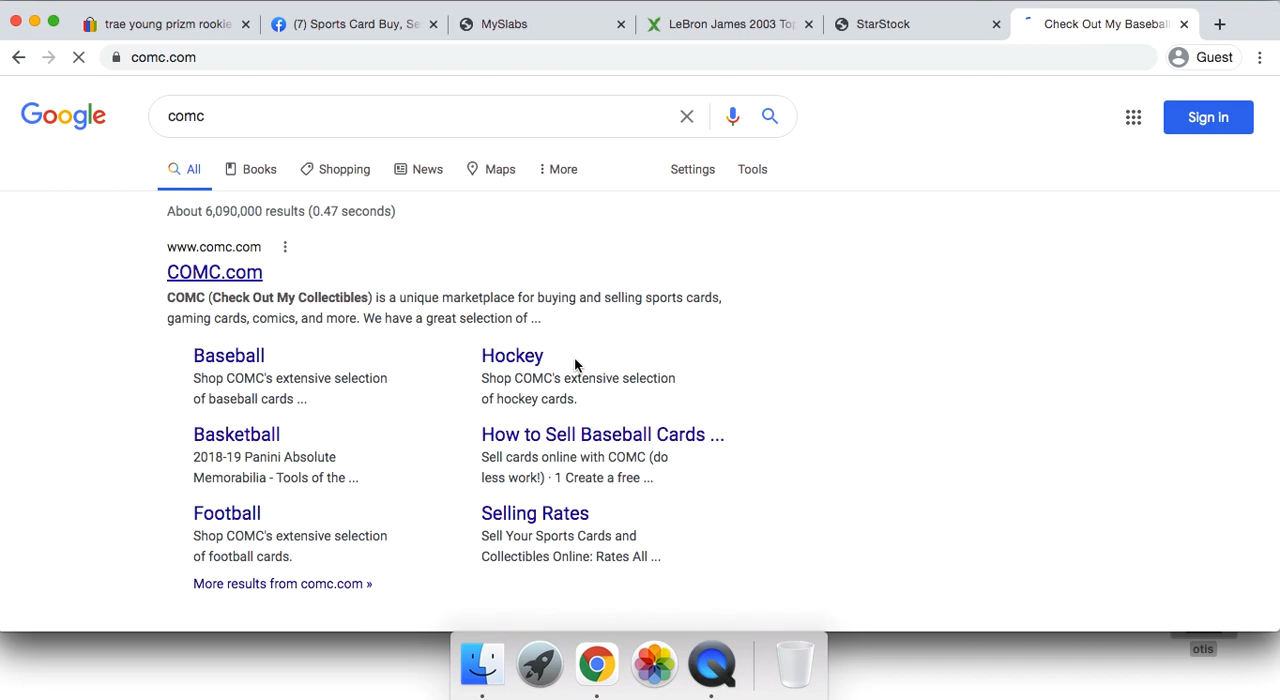 trae young prizm rookie
(7) Sports Card Buy, Se
MySlabs
LeBron James 2003 To
StarStock
Check Out My Baseball
comc.com
Guest
Google
comc
Sign in
All
Books
Shopping
News
Maps
More
Settings
Tools
About 6,090,000 results (0.47 seconds)
www.comc.com
COMC.com
COMC (Check Out My Collectibles) is a unique marketplace for buying and selling sports cards,
gaming cards, comics, and more. We have a great selection of ...
Baseball
Shop COMC's extensive selection
of baseball cards ...
Hockey
Shop COMC's extensive selection
of hockey cards.
Basketball
2018-19 Panini Absolute
Memorabilia - Tools of the ...
How to Sell Baseball Cards ...
Sell cards online with COMC (do
less work!) · 1 Create a free ...
Football
Shop COMC's extensive selection
of football cards.
Selling Rates
Sell Your Sports Cards and
Collectibles Online: Rates All ...
More results from comc.com »
otis